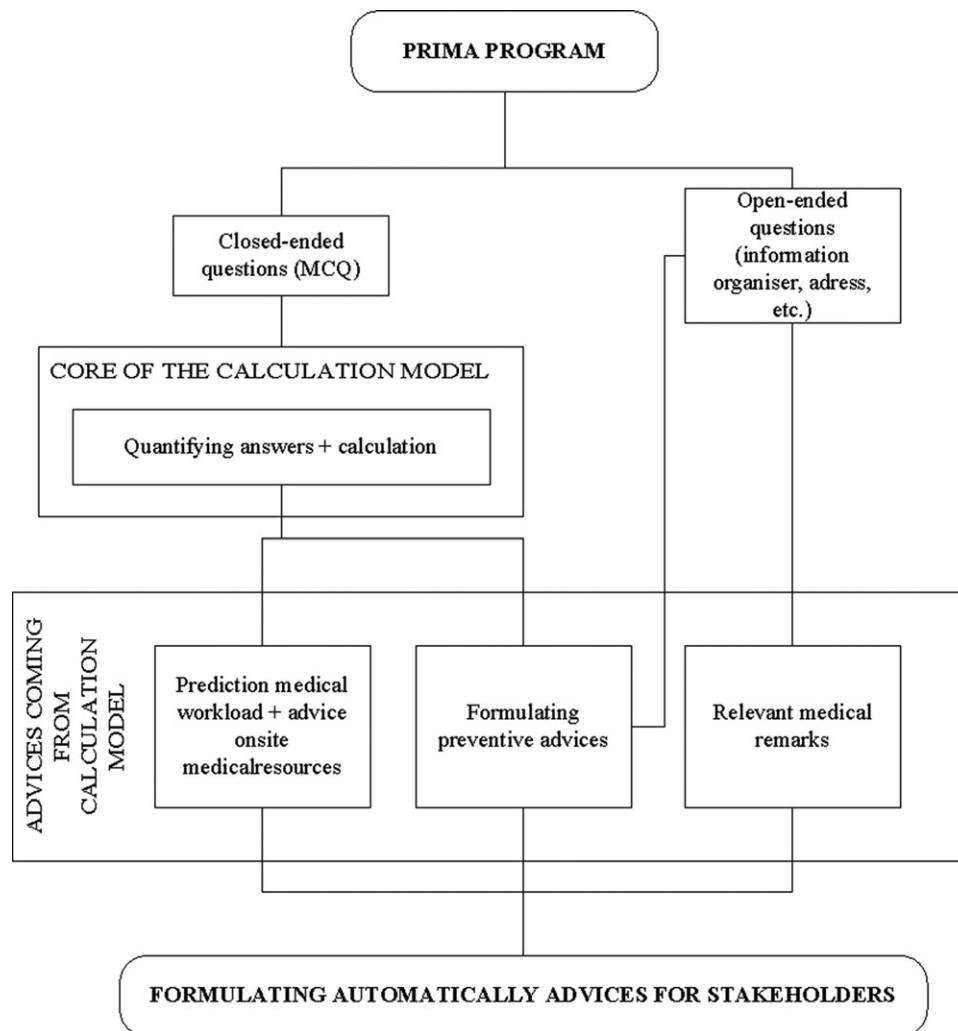 PRIMA PROGRAM
Closed-ended
questions (MCQ)
Open-ended
questions
(information
organiser, adress,
etc.)
CORE OF THE CALCULATION MODEL
Quantifying answers + calculation
ADVICES COMING
FROM
CALCULATION
MODEL
Prediction medical
workload + advice
onsite
medicalresources
Formulating
preventive advices
Relevant medical
remarks
FORMULATING AUTOMATICALLY ADVICES FOR STAKEHOLDERS